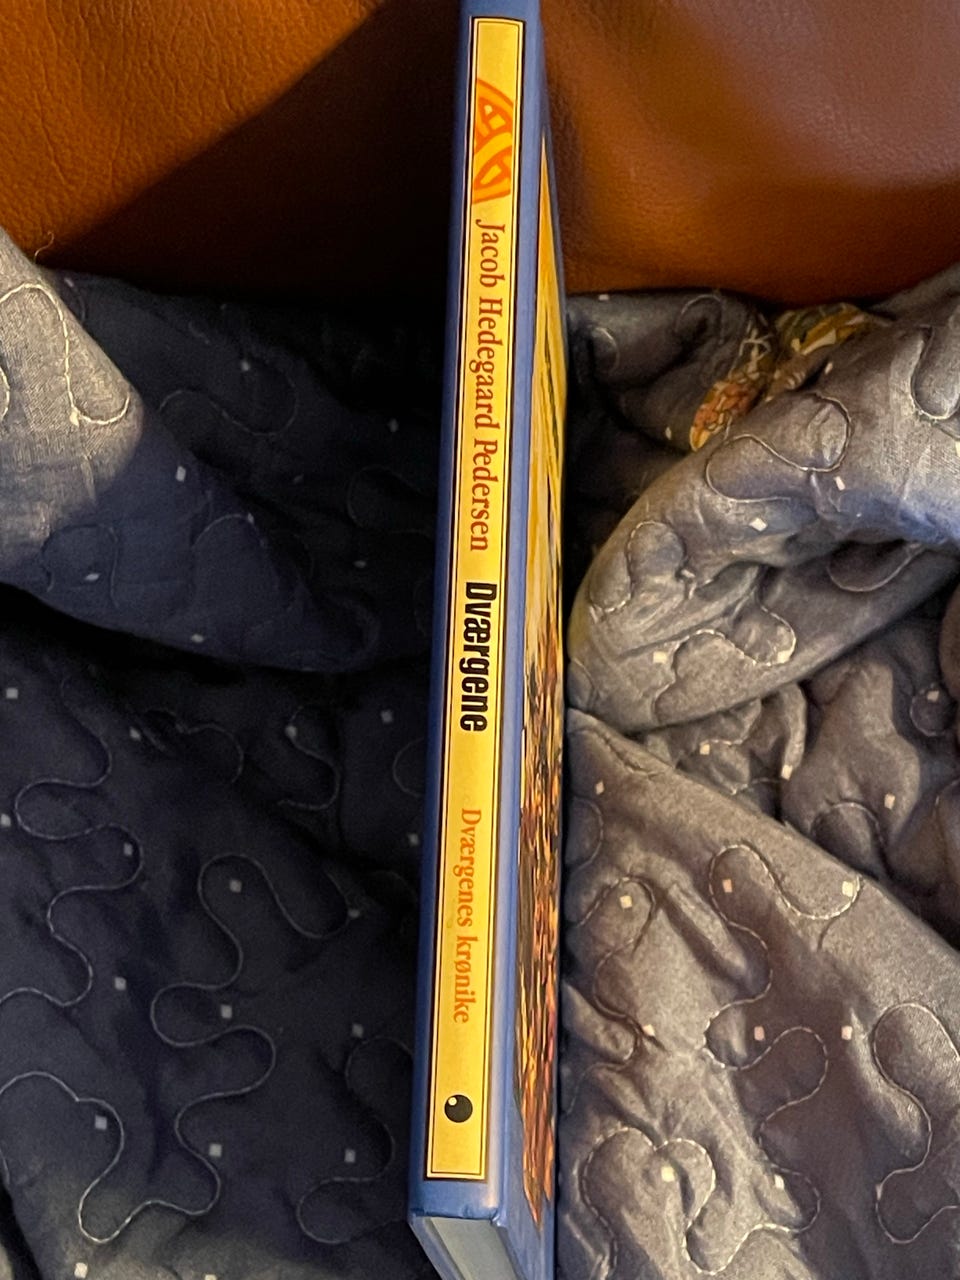 Jacob Hedegaard Pedersen
Dværgene
Dværgenes krønike